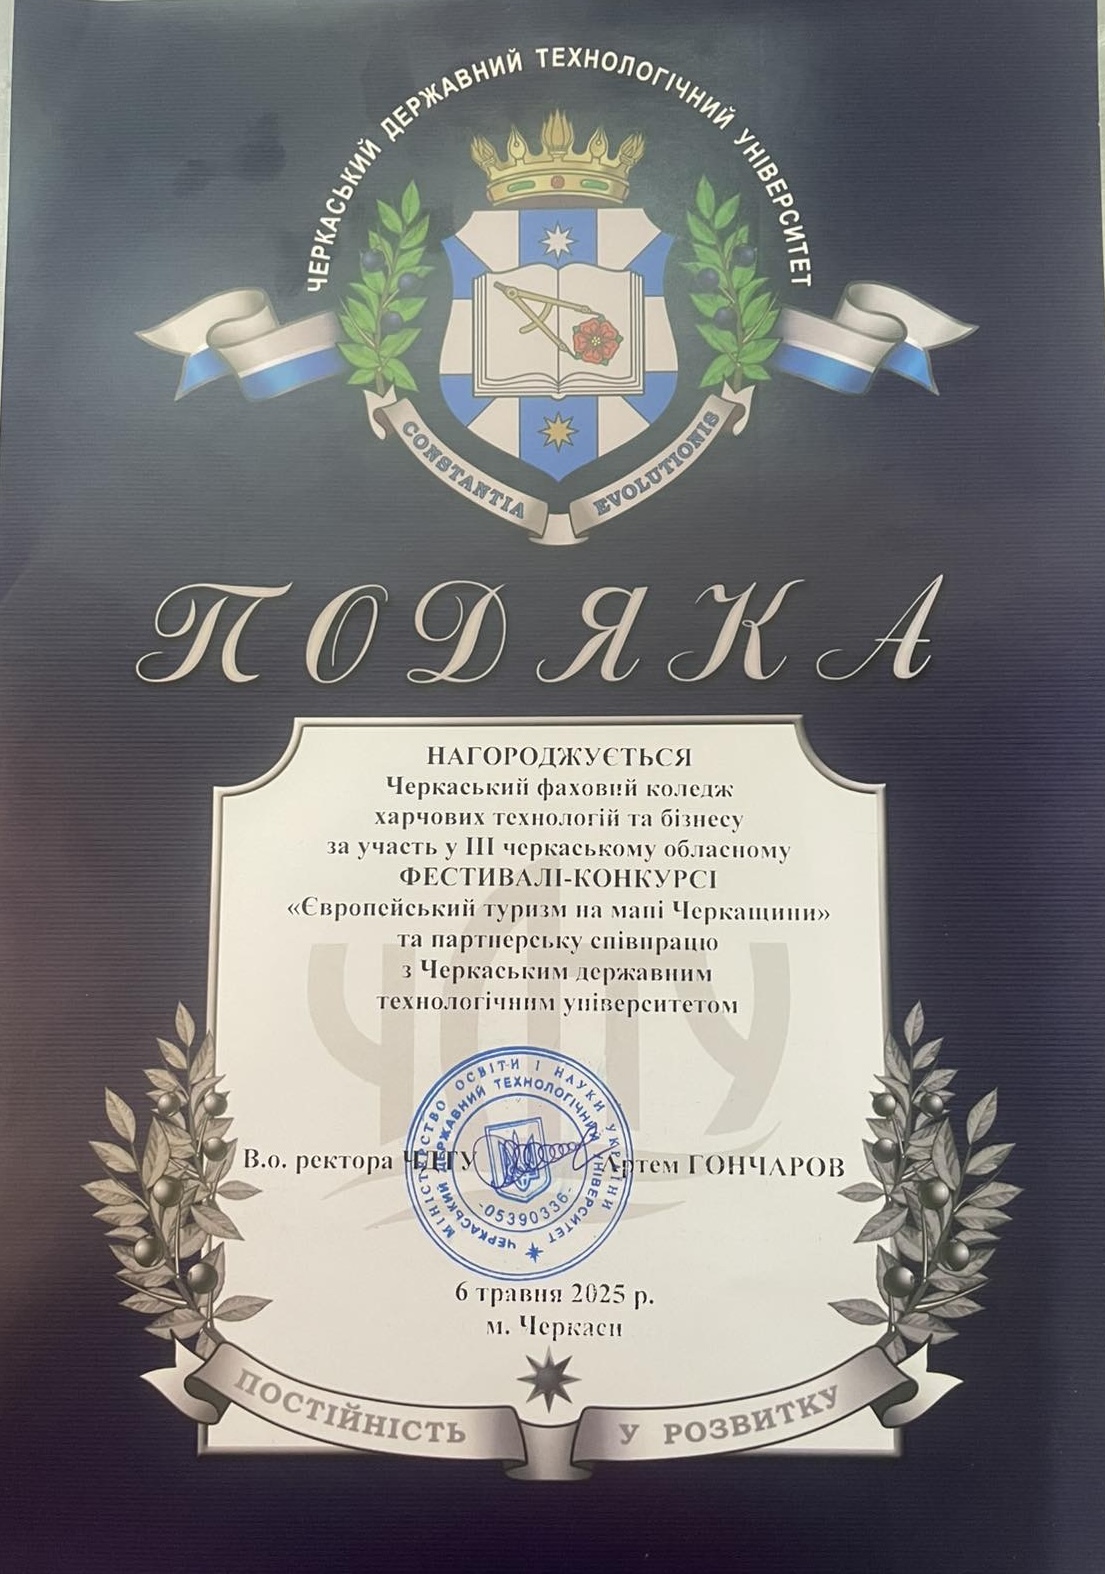 ЧЕРКАСЬКИЙ ДЕРЖАВНИЙ ТЕХНОЛОГІЧНИЙ УНІВЕРСИТЕТ
CONSTANTIA EVOLUTIONIS
ПОДЯКА
НАГОРОДЖУЄТЬСЯ
Черкаський фаховий коледж
харчових технологій та бізнесу
за участь у ІІІ черкаському обласному
ФЕСТИВАЛІ-КОНКУРСІ
«Європейський туризм на мапі Черкащини»
та партнерську співпрацю
з Черкаським державним
технологічним університетом
ЧДТУ
МІНІСТЕРСТВО ОСВІТИ І НАУКИ УКРАЇНИ
ЧЕРКАСЬКИЙ ДЕРЖАВНИЙ ТЕХНОЛОГІЧНИЙ УНІВЕРСИТЕТ
-05390336-
В.о. ректора ЧДТУ Артем ГОНЧАРОВ
6 травня 2025 р.
м. Черкаси
ПОСТІЙНІСТЬ У РОЗВИТКУ